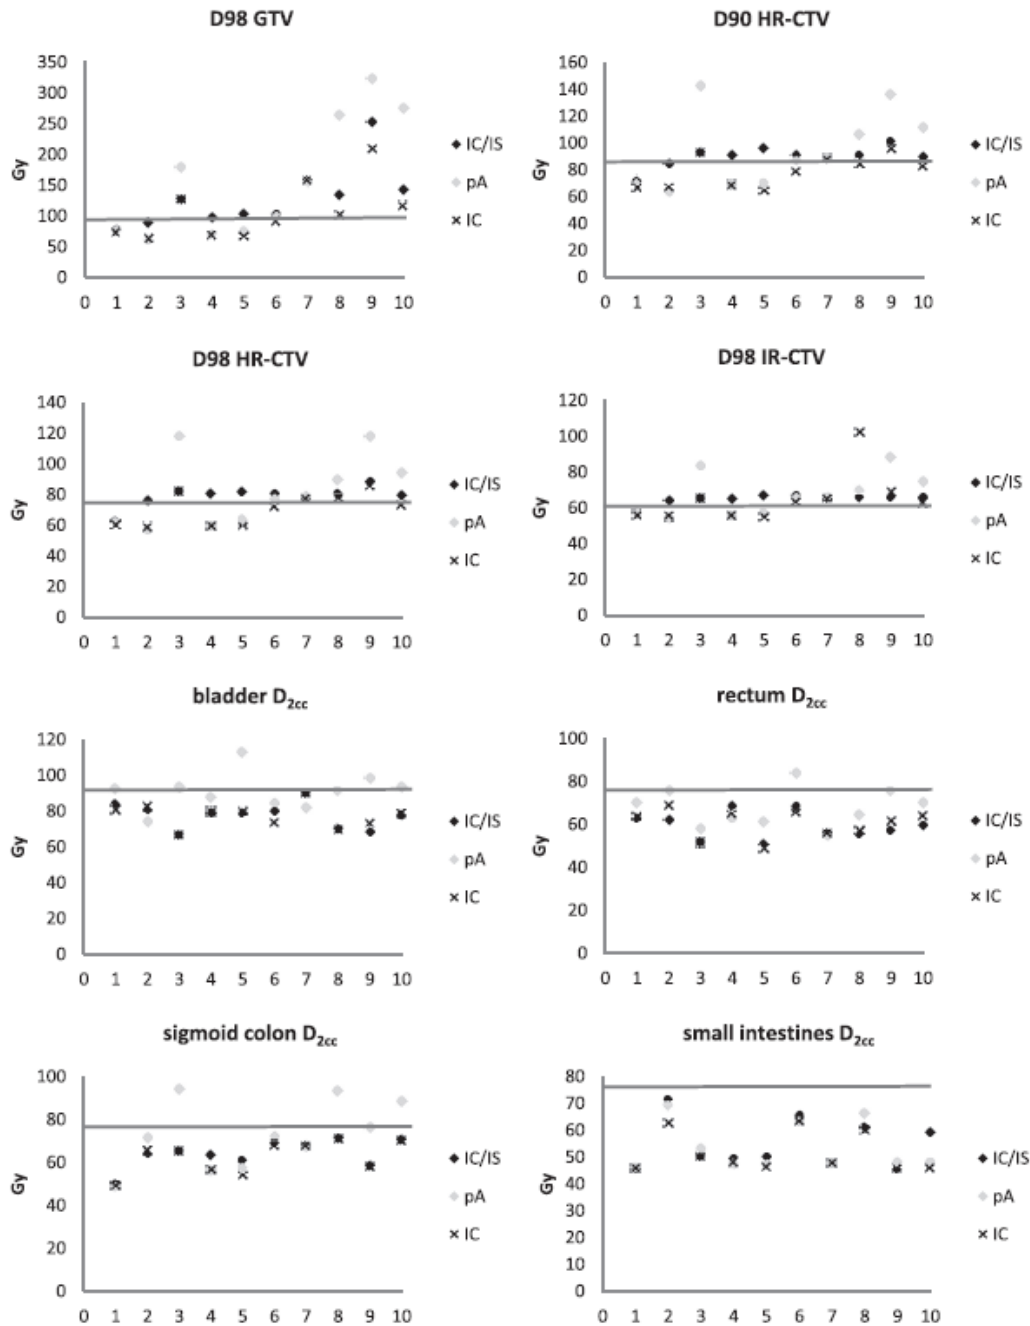 D98 GTV
350
300
250
200
150
100
50
0
Gy
0 1 2 3 4 5 6 7 8 9 10
IC/IS
pA
IC
D90 HR-CTV
160
140
120
100
80
60
40
20
0
Gy
0 1 2 3 4 5 6 7 8 9 10
IC/IS
pA
IC
D98 HR-CTV
140
120
100
80
60
40
20
0
Gy
0 1 2 3 4 5 6 7 8 9 10
IC/IS
pA
IC
D98 IR-CTV
120
100
80
60
40
20
0
Gy
0 1 2 3 4 5 6 7 8 9 10
IC/IS
pA
IC
bladder D2cc
120
100
80
60
40
20
0
Gy
0 1 2 3 4 5 6 7 8 9 10
IC/IS
pA
IC
rectum D2cc
100
80
60
40
20
0
Gy
0 1 2 3 4 5 6 7 8 9 10
IC/IS
pA
IC
sigmoid colon D2cc
100
80
60
40
20
0
Gy
0 1 2 3 4 5 6 7 8 9 10
IC/IS
pA
IC
small intestines D2cc
80
70
60
50
40
30
20
10
0
Gy
0 1 2 3 4 5 6 7 8 9 10
IC/IS
pA
IC